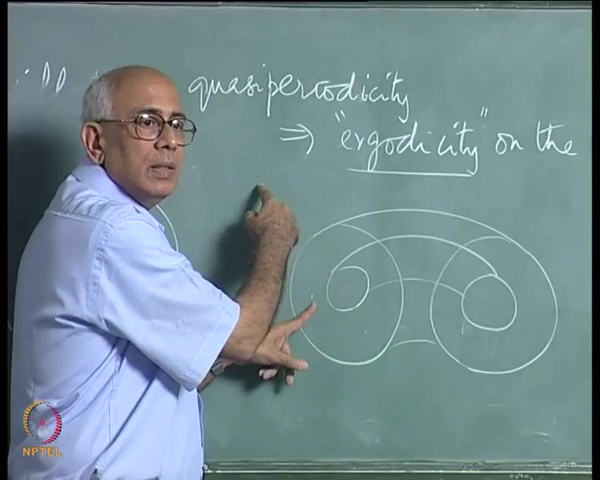 quasiperiodicity
⇒ "ergodicity" on the
NPTEL